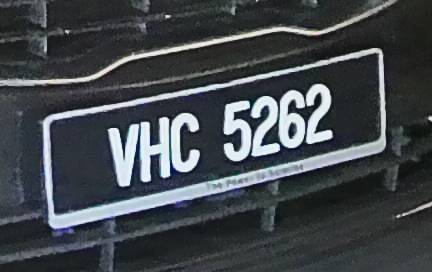 VHC 5262
The Power to Surprise